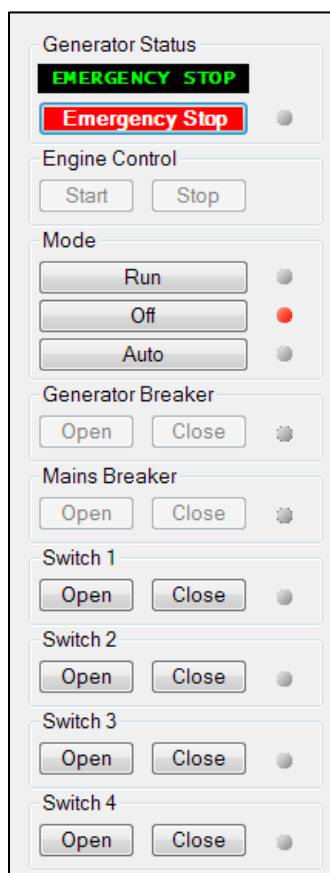 Generator Status
EMERGENCY STOP
Emergency Stop
Engine Control
Start Stop
Mode
Run
Off
Auto
Generator Breaker
Open Close
Mains Breaker
Open Close
Switch 1
Open Close
Switch 2
Open Close
Switch 3
Open Close
Switch 4
Open Close